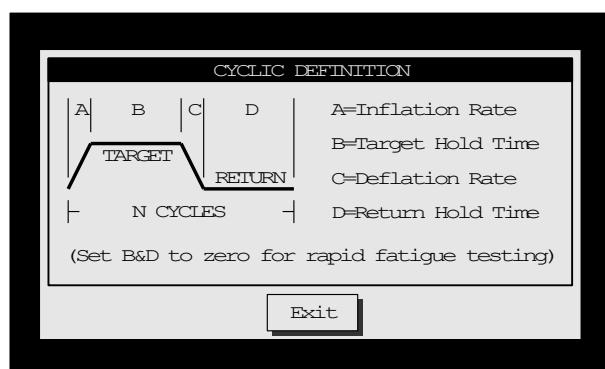 CYCLIC DEFINITION
A B C D
A=Inflation Rate
B=Target Hold Time
TARGET
RETURN
C=Deflation Rate
N CYCLES
D=Return Hold Time
(Set B&D to zero for rapid fatigue testing)
Exit